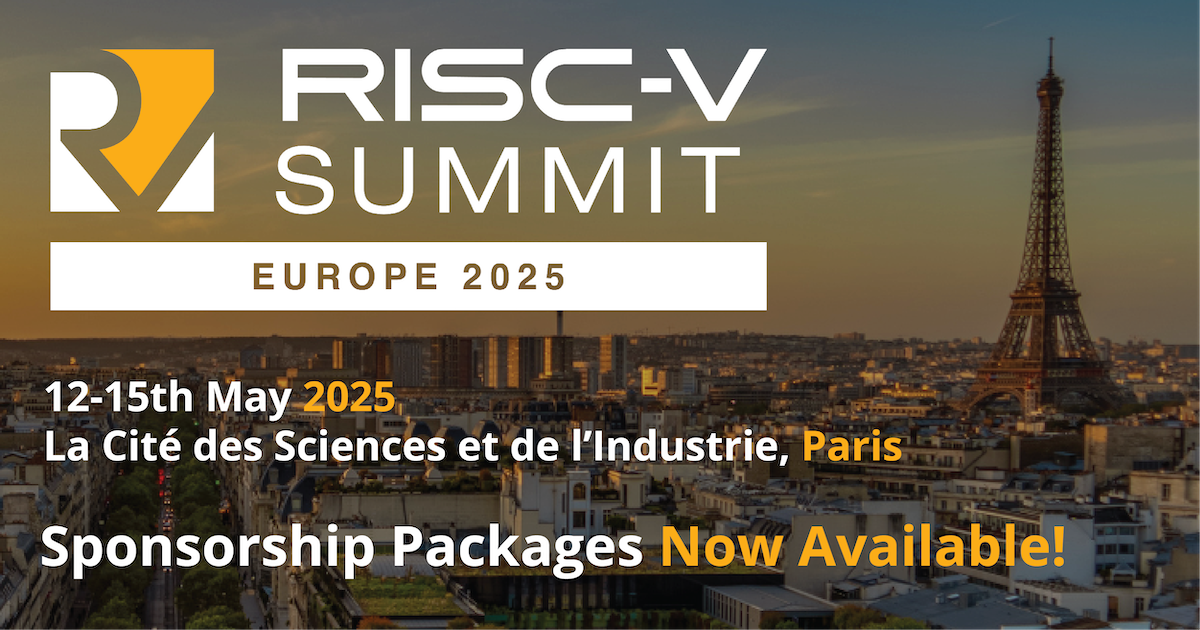 RISC-V
SUMMIT
EUROPE 2025
12-15th May 2025
La Cité des Sciences et de l’Industrie, Paris
Sponsorship Packages Now Available!